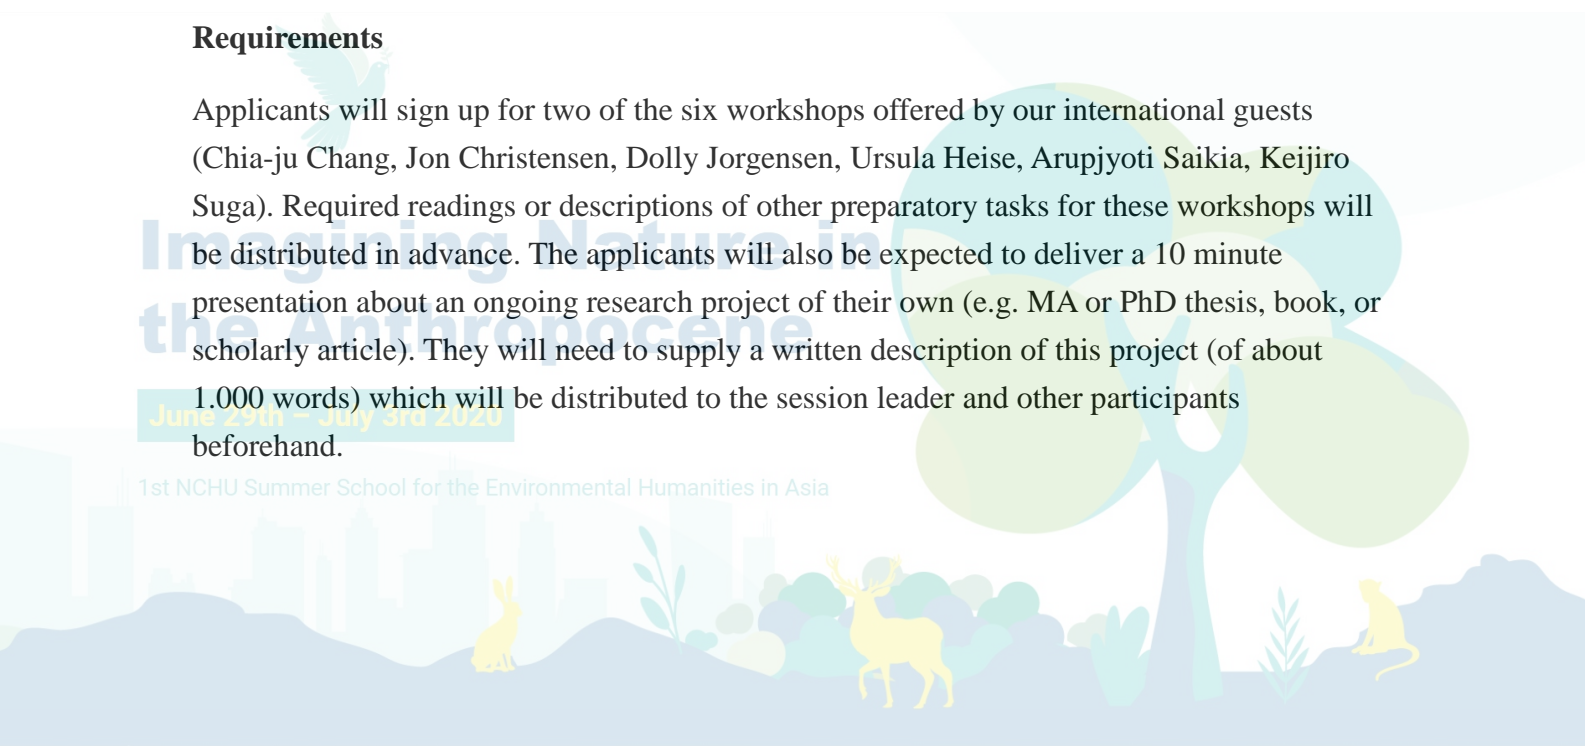 Requirements
Applicants will sign up for two of the six workshops offered by our international guests
(Chia-ju Chang, Jon Christensen, Dolly Jorgensen, Ursula Heise, Arupjyoti Saikia, Keijiro
Suga). Required readings or descriptions of other preparatory tasks for these workshops will
be distributed in advance. The applicants will also be expected to deliver a 10 minute
presentation about an ongoing research project of their own (e.g. MA or PhD thesis, book, or
scholarly article). They will need to supply a written description of this project (of about
1.000 words) which will be distributed to the session leader and other participants
beforehand.
Imagining Nature in
the Anthropocene
June 29th – July 3rd 2020
1st NCHU Summer School for the Environmental Humanities in Asia